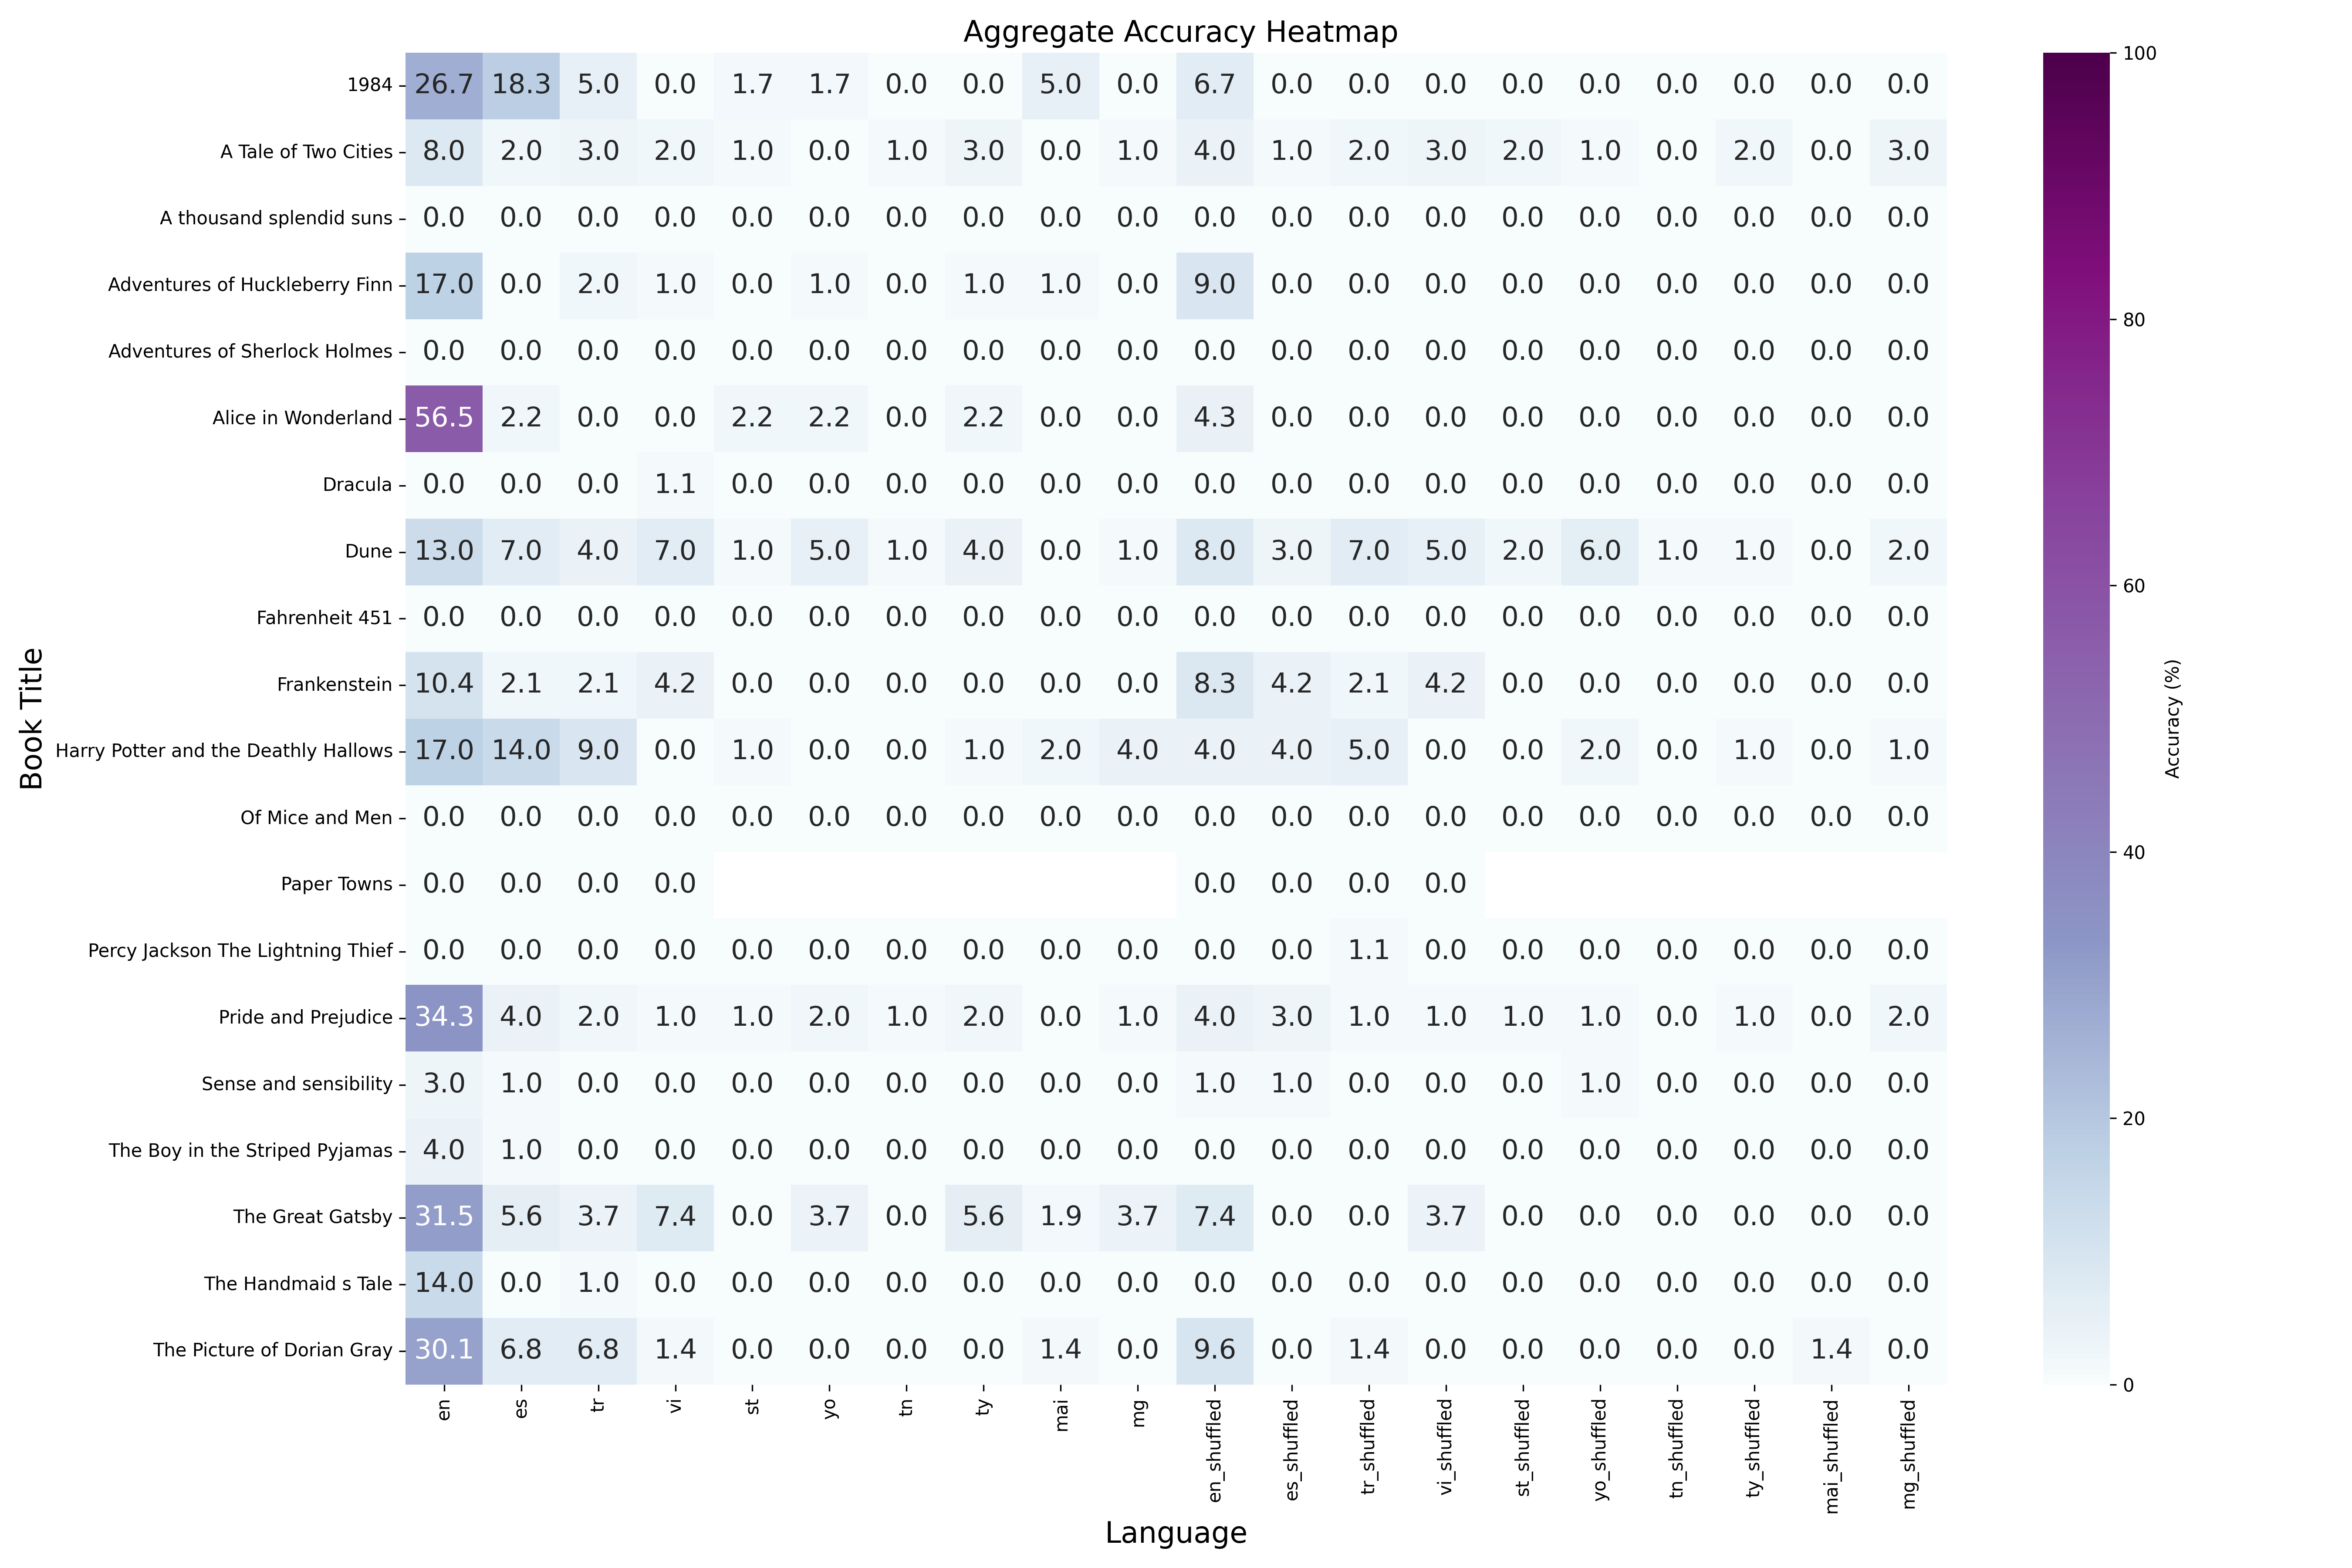 Aggregate Accuracy Heatmap
Book Title
1984 26.7 18.3 5.0 0.0 1.7 1.7 0.0 0.0 5.0 0.0 6.7 0.0 0.0 0.0 0.0 0.0 0.0 0.0 0.0 0.0
A Tale of Two Cities 8.0 2.0 3.0 2.0 1.0 0.0 1.0 3.0 0.0 1.0 4.0 1.0 2.0 3.0 2.0 1.0 0.0 2.0 0.0 3.0
A thousand splendid suns 0.0 0.0 0.0 0.0 0.0 0.0 0.0 0.0 0.0 0.0 0.0 0.0 0.0 0.0 0.0 0.0 0.0 0.0 0.0 0.0
Adventures of Huckleberry Finn 17.0 0.0 2.0 1.0 0.0 1.0 0.0 1.0 1.0 0.0 9.0 0.0 0.0 0.0 0.0 0.0 0.0 0.0 0.0 0.0
Adventures of Sherlock Holmes 0.0 0.0 0.0 0.0 0.0 0.0 0.0 0.0 0.0 0.0 0.0 0.0 0.0 0.0 0.0 0.0 0.0 0.0 0.0 0.0
Alice in Wonderland 56.5 2.2 0.0 0.0 2.2 2.2 0.0 2.2 0.0 0.0 4.3 0.0 0.0 0.0 0.0 0.0 0.0 0.0 0.0 0.0
Dracula 0.0 0.0 0.0 1.1 0.0 0.0 0.0 0.0 0.0 0.0 0.0 0.0 0.0 0.0 0.0 0.0 0.0 0.0 0.0 0.0
Dune 13.0 7.0 4.0 7.0 1.0 5.0 1.0 4.0 0.0 1.0 8.0 3.0 7.0 5.0 2.0 6.0 1.0 1.0 0.0 2.0
Fahrenheit 451 0.0 0.0 0.0 0.0 0.0 0.0 0.0 0.0 0.0 0.0 0.0 0.0 0.0 0.0 0.0 0.0 0.0 0.0 0.0 0.0
Frankenstein 10.4 2.1 2.1 4.2 0.0 0.0 0.0 0.0 0.0 0.0 8.3 4.2 2.1 4.2 0.0 0.0 0.0 0.0 0.0 0.0
Harry Potter and the Deathly Hallows 17.0 14.0 9.0 0.0 1.0 0.0 0.0 1.0 2.0 4.0 4.0 4.0 5.0 0.0 0.0 2.0 0.0 1.0 0.0 1.0
Of Mice and Men 0.0 0.0 0.0 0.0 0.0 0.0 0.0 0.0 0.0 0.0 0.0 0.0 0.0 0.0 0.0 0.0 0.0 0.0 0.0 0.0
Paper Towns 0.0 0.0 0.0 0.0 0.0 0.0 0.0 0.0
Percy Jackson The Lightning Thief 0.0 0.0 0.0 0.0 0.0 0.0 0.0 0.0 0.0 0.0 0.0 0.0 1.1 0.0 0.0 0.0 0.0 0.0 0.0 0.0
Pride and Prejudice 34.3 4.0 2.0 1.0 1.0 2.0 1.0 2.0 0.0 1.0 4.0 3.0 1.0 1.0 1.0 1.0 0.0 1.0 0.0 2.0
Sense and sensibility 3.0 1.0 0.0 0.0 0.0 0.0 0.0 0.0 0.0 0.0 1.0 1.0 0.0 0.0 0.0 1.0 0.0 0.0 0.0 0.0
The Boy in the Striped Pyjamas 4.0 1.0 0.0 0.0 0.0 0.0 0.0 0.0 0.0 0.0 0.0 0.0 0.0 0.0 0.0 0.0 0.0 0.0 0.0 0.0
The Great Gatsby 31.5 5.6 3.7 7.4 0.0 3.7 0.0 5.6 1.9 3.7 7.4 0.0 0.0 3.7 0.0 0.0 0.0 0.0 0.0 0.0
The Handmaid s Tale 14.0 0.0 1.0 0.0 0.0 0.0 0.0 0.0 0.0 0.0 0.0 0.0 0.0 0.0 0.0 0.0 0.0 0.0 0.0 0.0
The Picture of Dorian Gray 30.1 6.8 6.8 1.4 0.0 0.0 0.0 0.0 1.4 0.0 9.6 0.0 1.4 0.0 0.0 0.0 0.0 0.0 1.4 0.0
en es tr vi st yo tn ty mai mg en_shuffled es_shuffled tr_shuffled vi_shuffled st_shuffled yo_shuffled tn_shuffled ty_shuffled mai_shuffled mg_shuffled
Language
100
80
60
40
20
0
Accuracy (%)